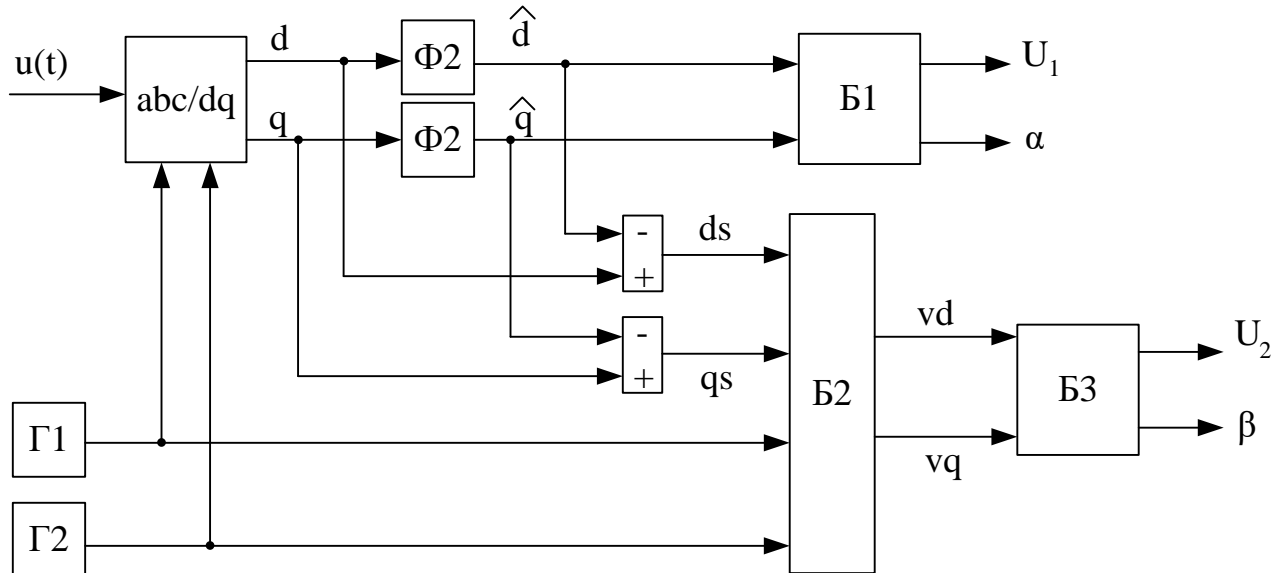 u(t)
abc/dq
d
q
Ф2
d̂
Ф2
q̂
Б1
U₁
α
-
+
ds
-
+
qs
Б2
vd
vq
Б3
U₂
β
Г1
Г2